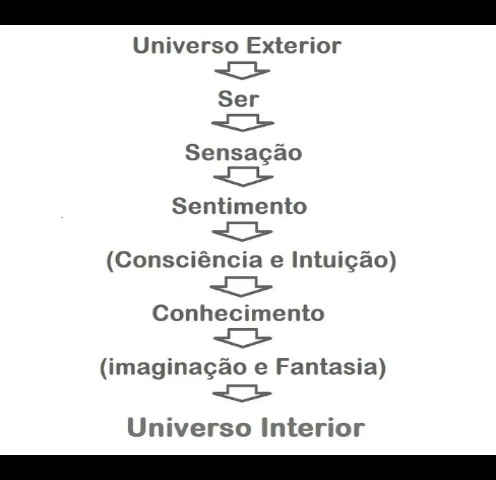 Universo Exterior
Ser
Sensação
Sentimento
(Consciência e Intuição)
Conhecimento
(imaginação e Fantasia)
Universo Interior